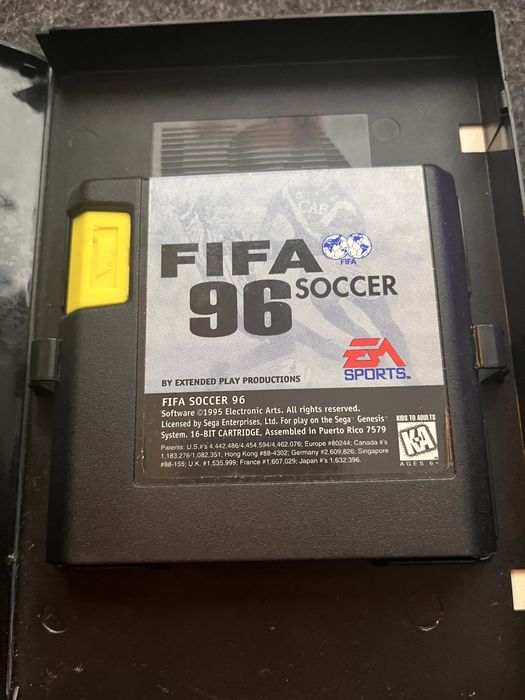 CAB
FIFA
FIFA
96 SOCCER
EA
SPORTS™
BY EXTENDED PLAY PRODUCTIONS
FIFA SOCCER 96
Software ©1995 Electronic Arts. All rights reserved.
Licensed by Sega Enterprises, Ltd. For play on the Sega™ Genesis™
System. 16-BIT CARTRIDGE, Assembled in Puerto Rico 7579
Patents: U.S.#'s 4,442,486/4,454,594/4,462,076; Europe #80244; Canada #'s
1,183,276/1,082,351; Hong Kong #88-4302; Germany #2,609,826; Singapore
#88-155; U.K. #1,535,999; France #1,607,029; Japan #'s 1,632,396.
KIDS TO ADULTS
K-A
AGES 6+